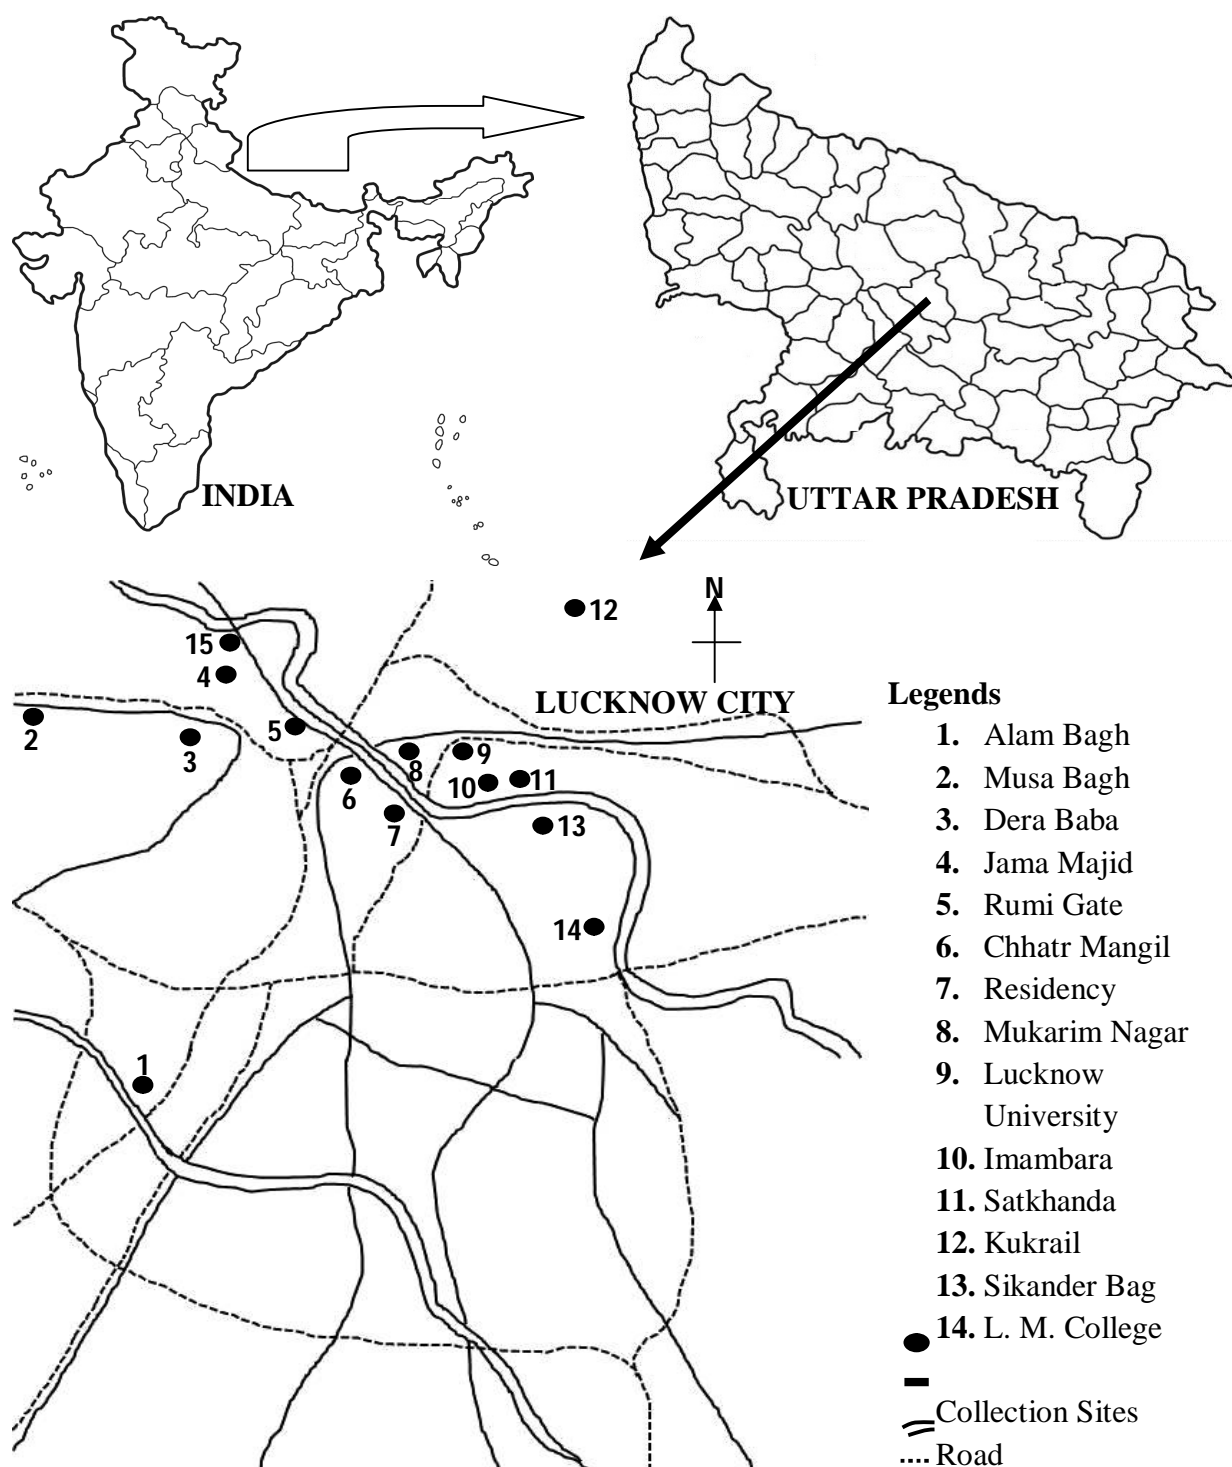 INDIA
UTTAR PRADESH
N
12
15
4
LUCKNOW CITY
2
3
5
6
7
8
9
10
11
13
14
1
Legends
1. Alam Bagh
2. Musa Bagh
3. Dera Baba
4. Jama Majid
5. Rumi Gate
6. Chhatr Mangil
7. Residency
8. Mukarim Nagar
9. Lucknow
University
10. Imambara
11. Satkhanda
12. Kukrail
13. Sikander Bag
14. L. M. College
Collection Sites
Road